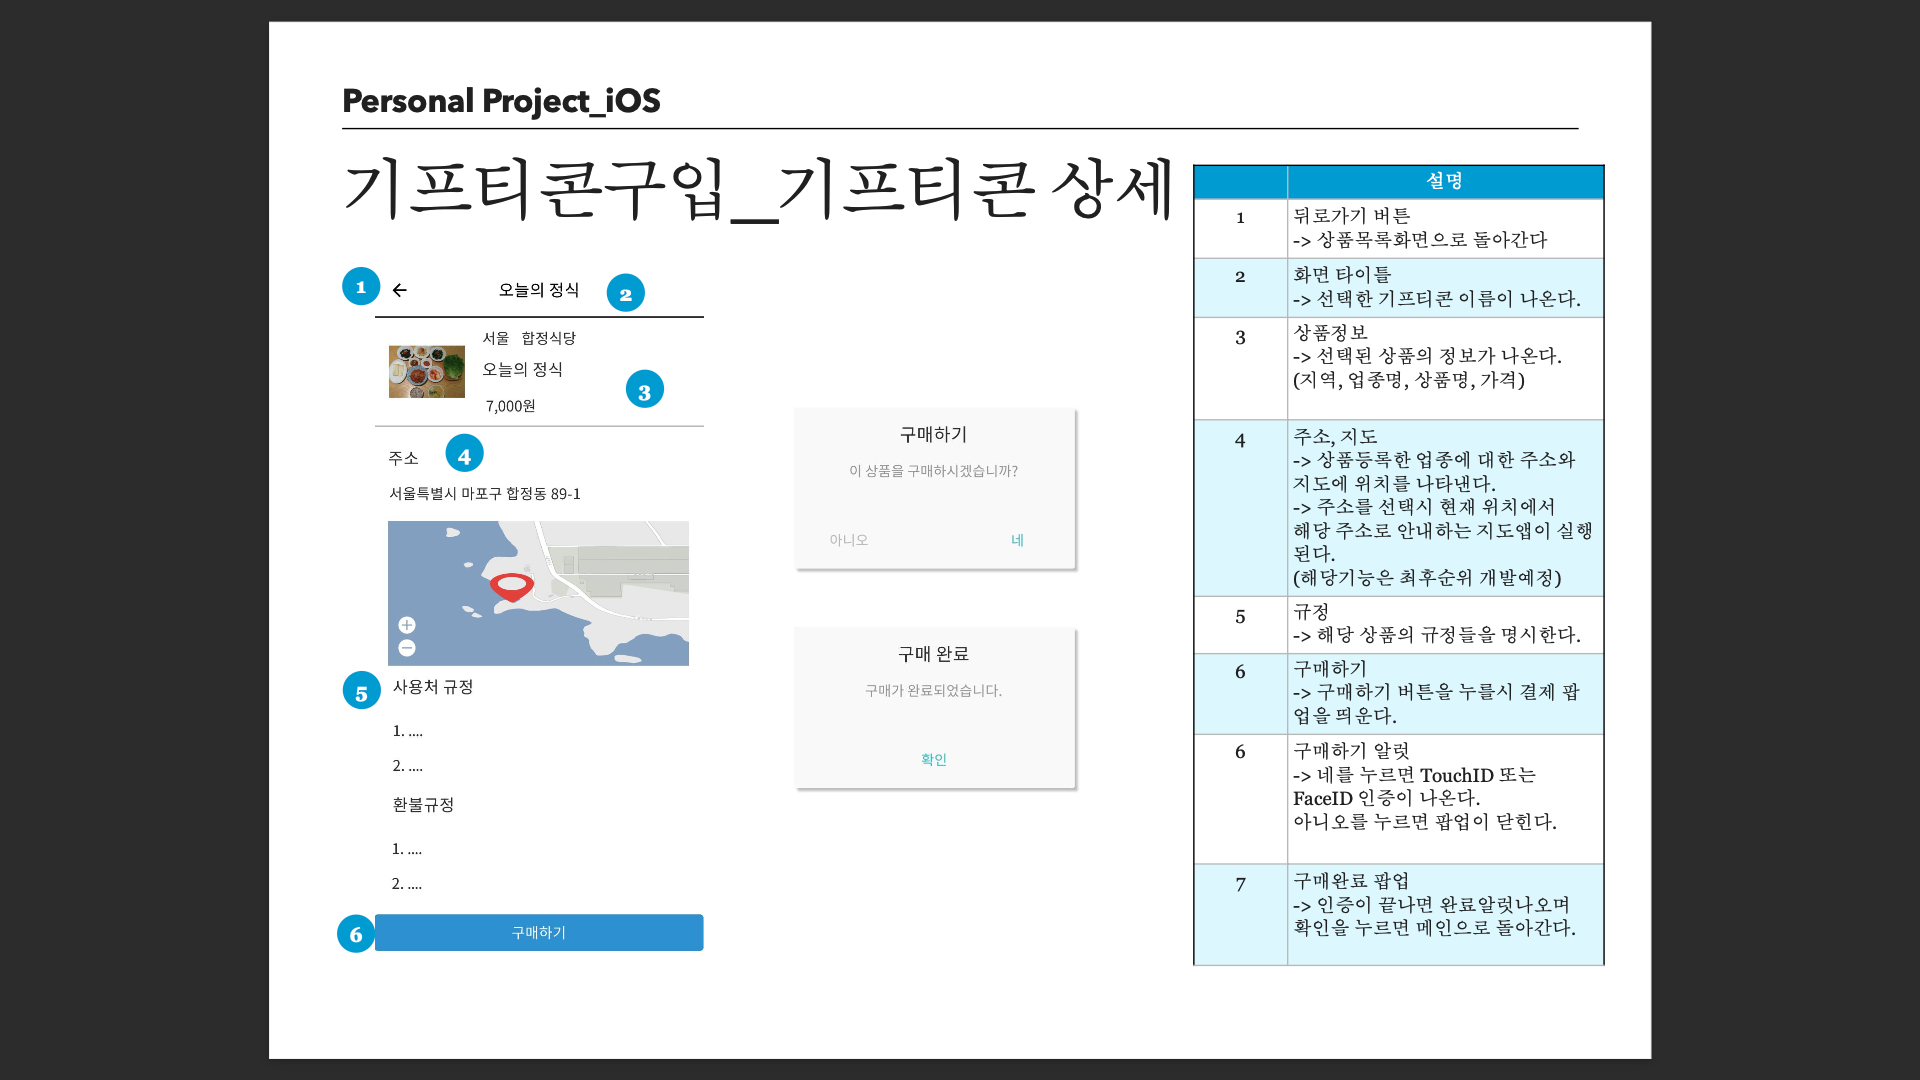 Personal Project_iOS
기프티콘구입_기프티콘 상세
1
오늘의 정식
2
서울 합정식당
오늘의 정식
7,000원
3
주소
4
서울특별시 마포구 합정동 89-1
5
사용처 규정
1. ....
2. ....
환불규정
1. ....
2. ....
6
구매하기
구매하기
이 상품을 구매하시겠습니까?
아니오
네
구매 완료
구매가 완료되었습니다.
확인
설명
1
뒤로가기 버튼
-> 상품목록화면으로 돌아간다
2
화면 타이틀
-> 선택한 기프티콘 이름이 나온다.
3
상품정보
-> 선택된 상품의 정보가 나온다.
(지역, 업종명, 상품명, 가격)
4
주소, 지도
-> 상품등록한 업종에 대한 주소와
지도에 위치를 나타낸다.
-> 주소를 선택시 현재 위치에서
해당 주소로 안내하는 지도앱이 실행
된다.
(해당기능은 최후순위 개발예정)
5
규정
-> 해당 상품의 규정들을 명시한다.
6
구매하기
-> 구매하기 버튼을 누를시 결제 팝
업을 띄운다.
6
구매하기 알럿
-> 네를 누르면 TouchID 또는
FaceID 인증이 나온다.
아니오를 누르면 팝업이 닫힌다.
7
구매완료 팝업
-> 인증이 끝나면 완료알럿나오며
확인을 누르면 메인으로 돌아간다.